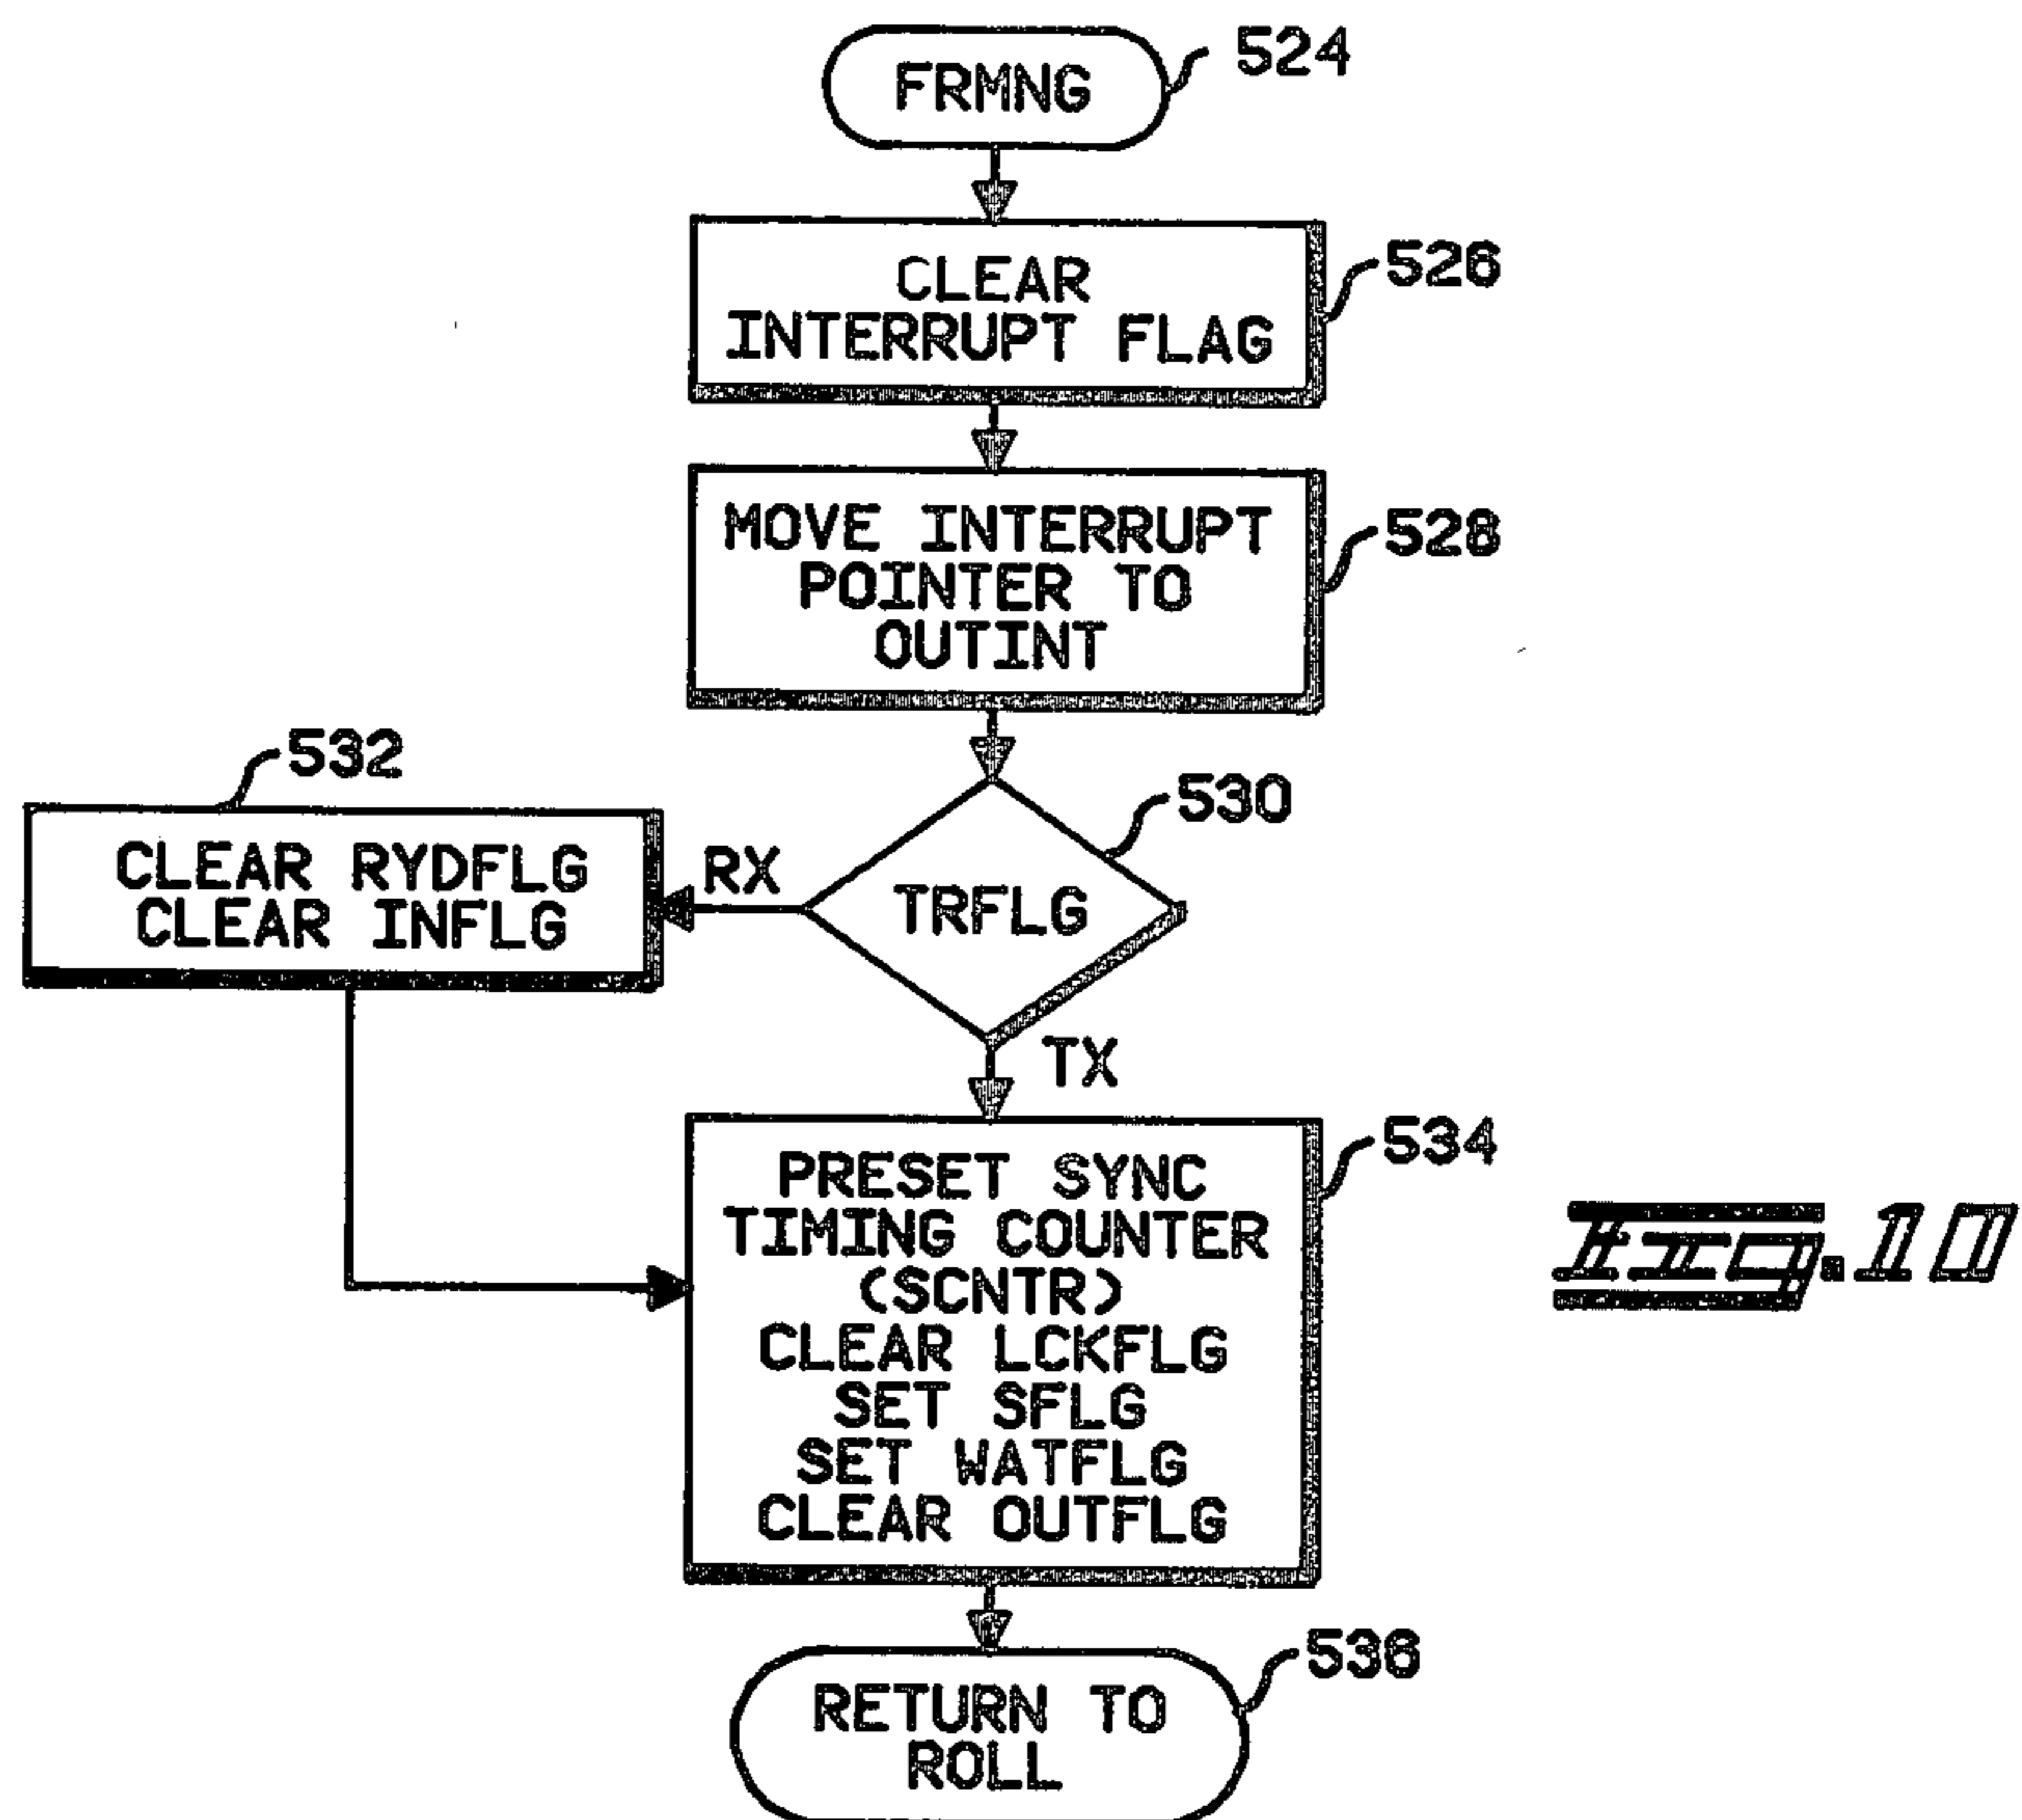 FRMNG
524
CLEAR
INTERRUPT FLAG
526
MOVE INTERRUPT
POINTER TO
OUTINT
528
TRFLG
530
RX
532
CLEAR RYDFLG
CLEAR INFLG
TX
PRESET SYNC
TIMING COUNTER
(SCNTR)
CLEAR LCKFLG
SET SFLG
SET WATFLG
CLEAR OUTFLG
534
RETURN TO
ROLL
536
Fig. 10